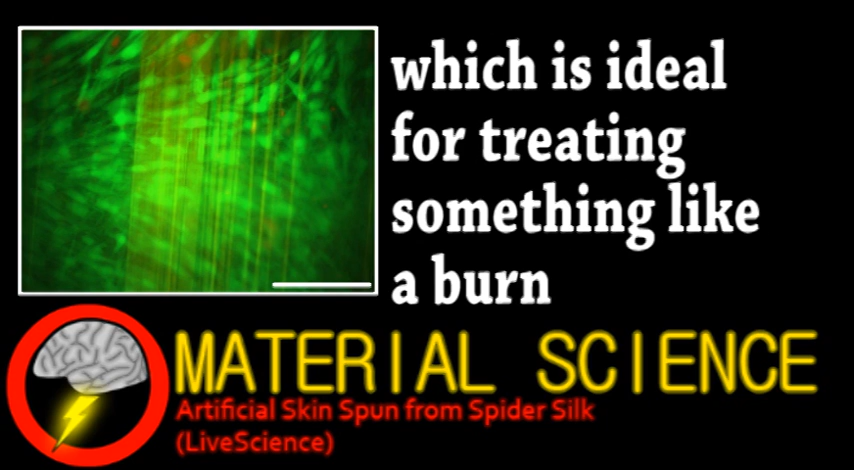 which is ideal
for treating
something like
a burn
MATERIAL SCIENCE
Artificial Skin Spun from Spider Silk
(LiveScience)